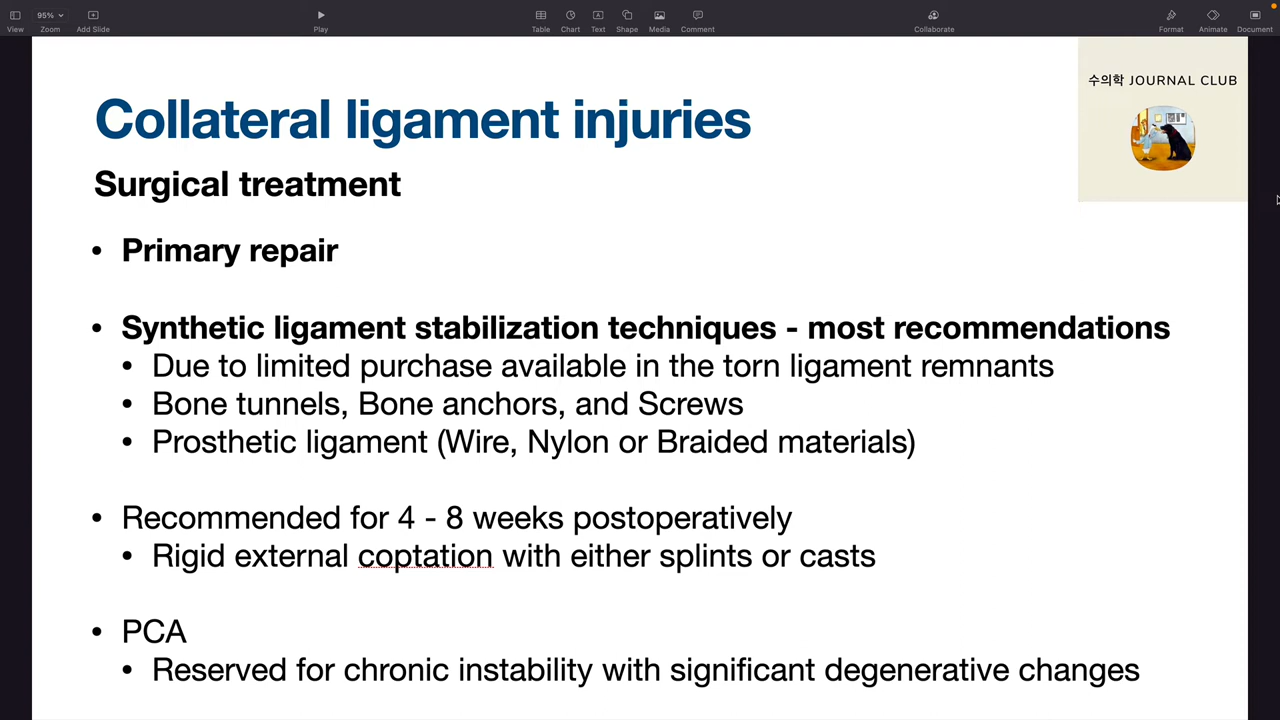 95%
View
Zoom
Add Slide
Play
Table
Chart
Text
Shape
Media
Comment
Collaborate
Format
Animate
Document
수의학 JOURNAL CLUB
Collateral ligament injuries
Surgical treatment
• Primary repair
• Synthetic ligament stabilization techniques - most recommendations
• Due to limited purchase available in the torn ligament remnants
• Bone tunnels, Bone anchors, and Screws
• Prosthetic ligament (Wire, Nylon or Braided materials)
• Recommended for 4 - 8 weeks postoperatively
• Rigid external coptation with either splints or casts
• PCA
• Reserved for chronic instability with significant degenerative changes